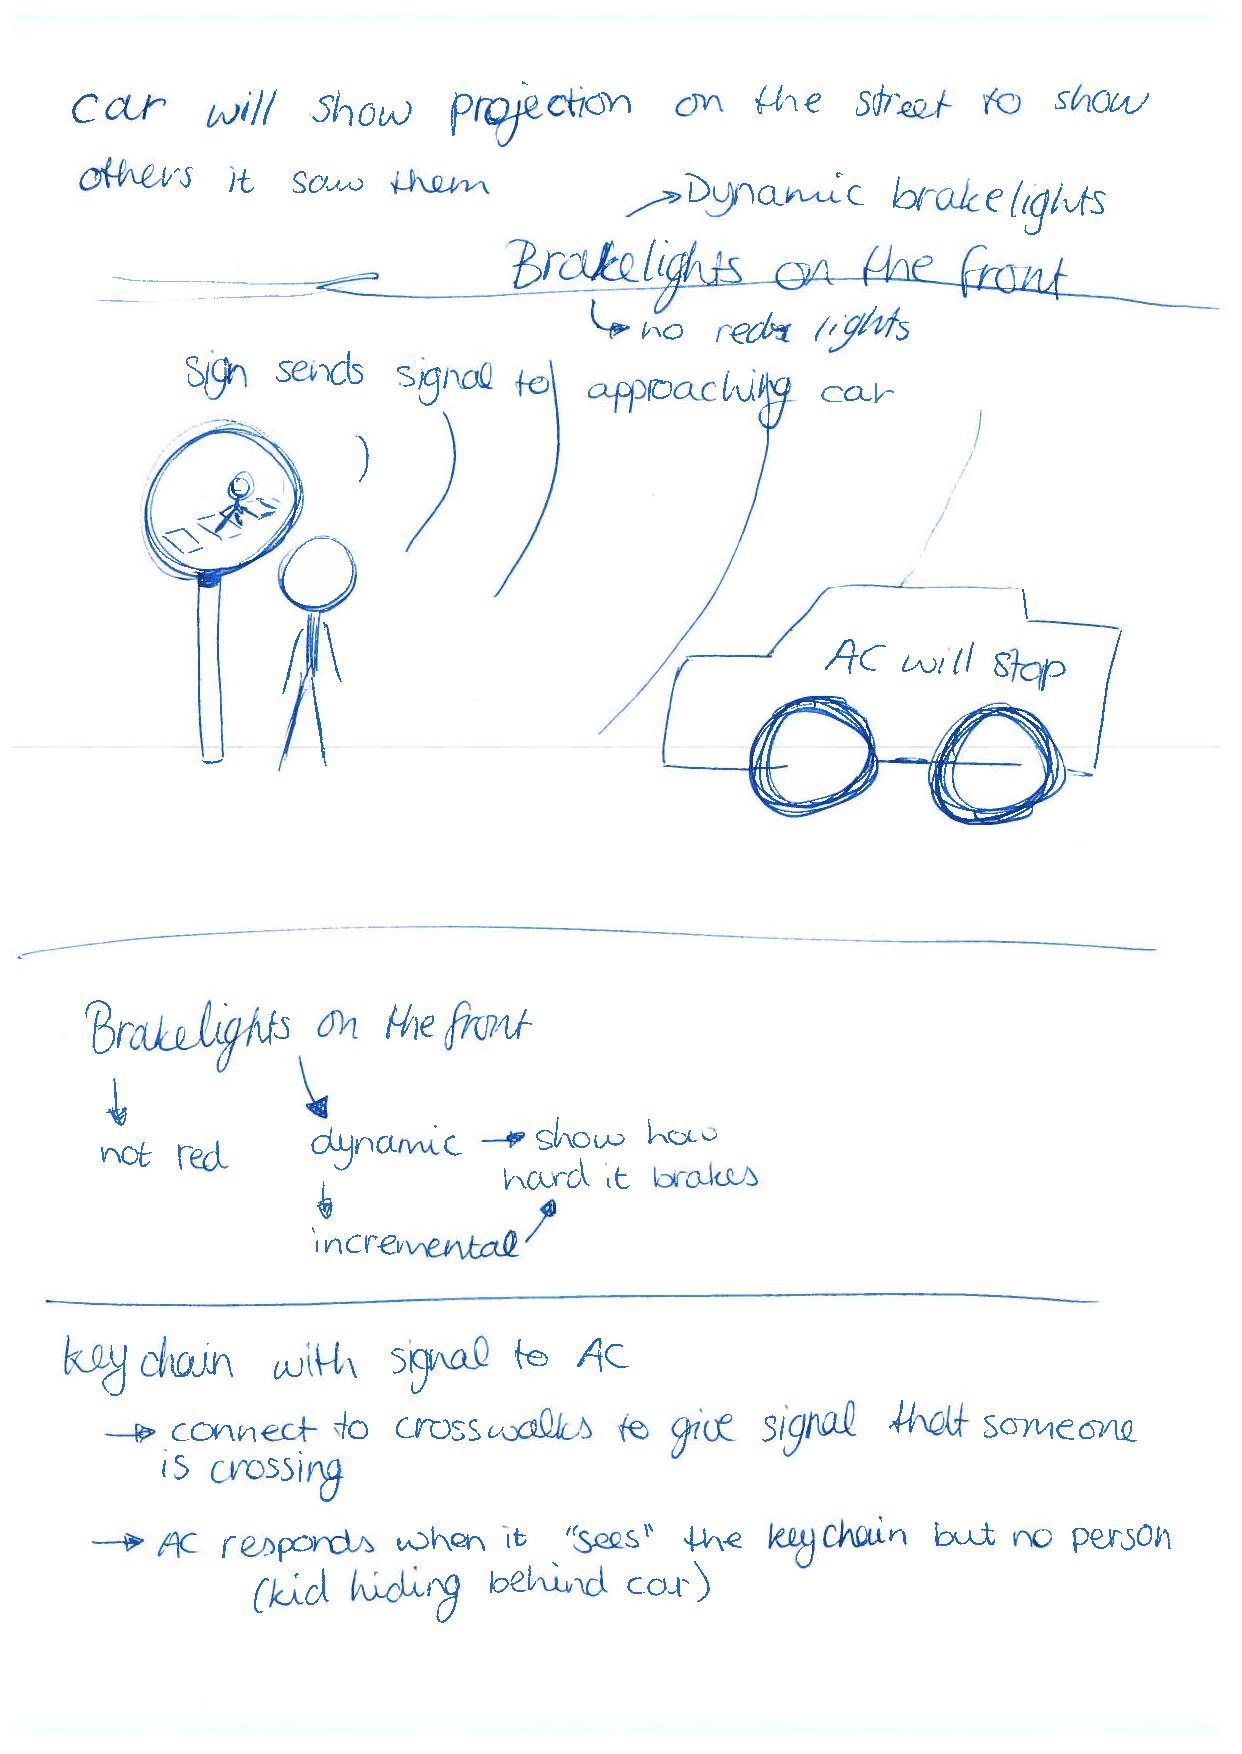 car will show projection on the street to show
others it saw them
Dynamic brakelights
Brakelights on the front
no red lights
Sign sends signal to approaching car
AC will stop
Brakelights on the front
not red
dynamic → show how
hard it brakes
incremental
keychain with signal to AC
→ connect to crosswalks to give signal that someone
is crossing
→ AC responds when it "sees" the keychain but no person
(kid hiding behind car)